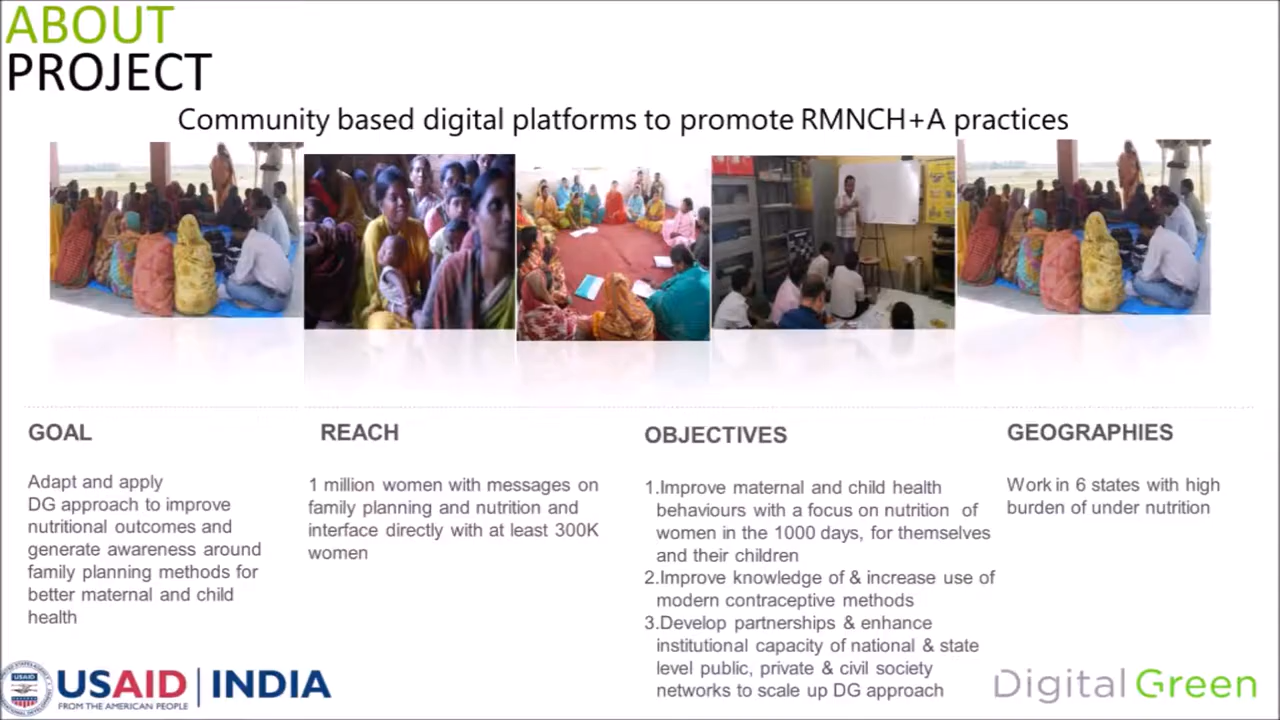 ABOUT
PROJECT
Community based digital platforms to promote RMNCH+A practices
GOAL
Adapt and apply
DG approach to improve
nutritional outcomes and
generate awareness around
family planning methods for
better maternal and child
health
REACH
1 million women with messages on
family planning and nutrition and
interface directly with at least 300K
women
OBJECTIVES
1.Improve maternal and child health
behaviours with a focus on nutrition of
women in the 1000 days, for themselves
and their children
2.Improve knowledge of & increase use of
modern contraceptive methods
3.Develop partnerships & enhance
institutional capacity of national & state
level public, private & civil society
networks to scale up DG approach
GEOGRAPHIES
Work in 6 states with high
burden of under nutrition
USAID
USAID | INDIA
FROM THE AMERICAN PEOPLE
Digital Green